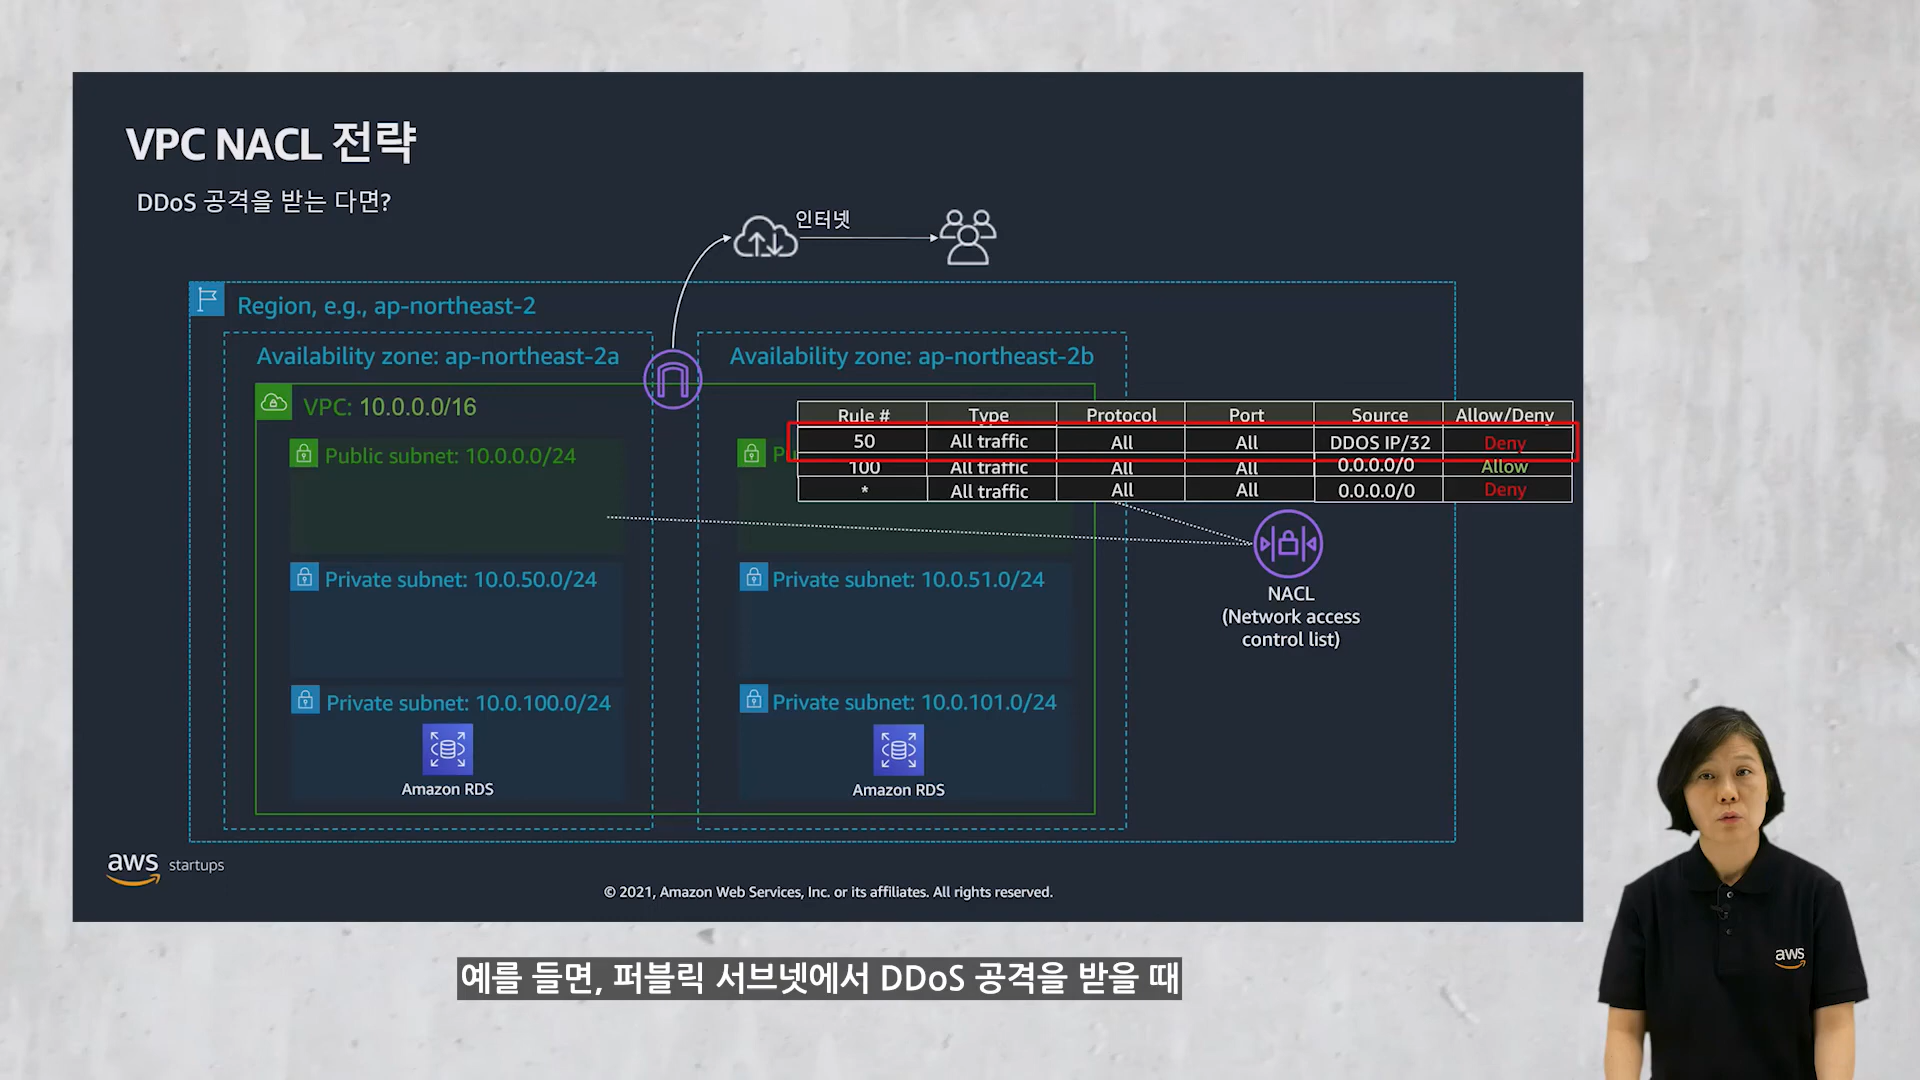 VPC NACL 전략
DDoS 공격을 받는 다면?
인터넷
Region, e.g., ap-northeast-2
Availability zone: ap-northeast-2a
Availability zone: ap-northeast-2b
VPC: 10.0.0.0/16
Rule # Type Protocol Port Source Allow/Deny
50 All traffic All All DDOS IP/32 Deny
100 All traffic All All 0.0.0.0/0 Allow
* All traffic All All 0.0.0.0/0 Deny
Public subnet: 10.0.0.0/24
Private subnet: 10.0.50.0/24
Private subnet: 10.0.51.0/24
NACL
(Network access
control list)
Private subnet: 10.0.100.0/24
Private subnet: 10.0.101.0/24
Amazon RDS
Amazon RDS
aws startups
© 2021, Amazon Web Services, Inc. or its affiliates. All rights reserved.
aws
예를 들면, 퍼블릭 서브넷에서 DDoS 공격을 받을 때